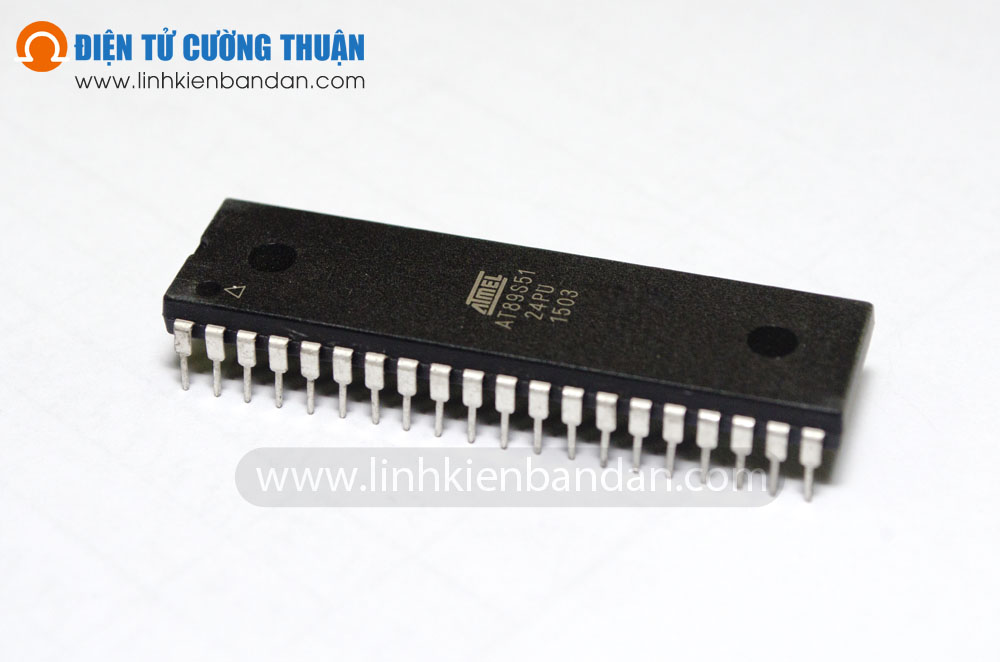 ĐIỆN TỬ CƯỜNG THUẬN
www.linhkienbandan.com
ATMEL
AT89S51
24PU
1503
www.linhkienbandan.com